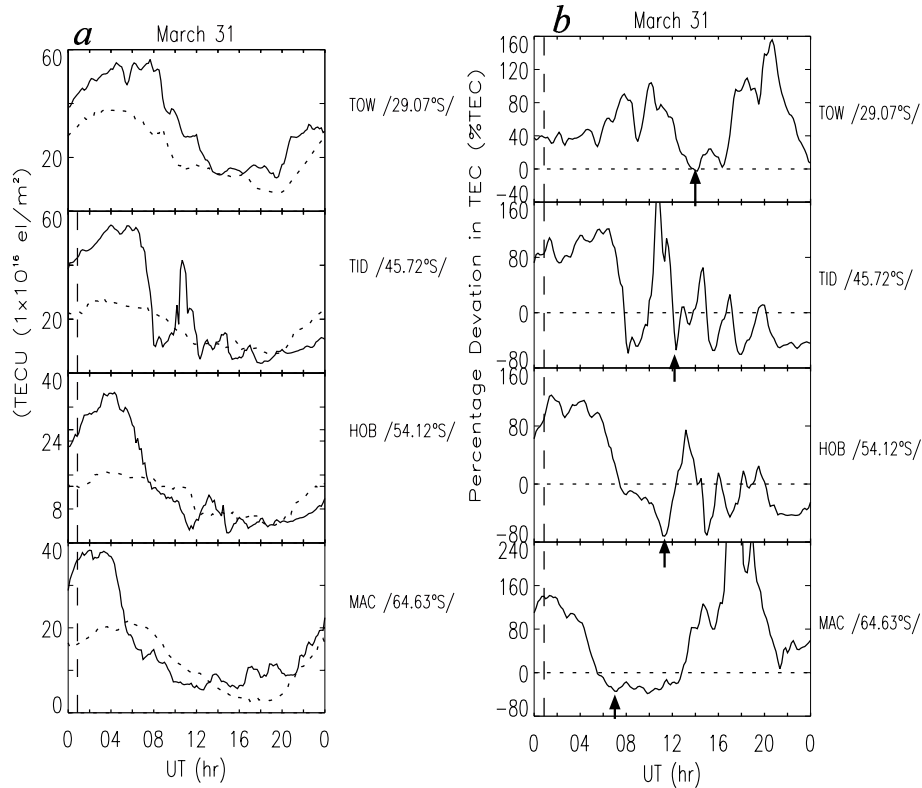 a
March 31
(TECU (1×10¹⁶ el/m²)
60
20
TOW /29.07°S/
60
20
TID /45.72°S/
40
24
8
HOB /54.12°S/
40
20
0
MAC /64.63°S/
0 04 08 12 16 20 0
UT (hr)
b
March 31
Percentage Devation in TEC (%TEC)
160
120
80
40
0
−40
TOW /29.07°S/
160
80
0
−80
TID /45.72°S/
160
80
0
−80
HOB /54.12°S/
240
160
80
0
−80
MAC /64.63°S/
0 04 08 12 16 20 0
UT (hr)